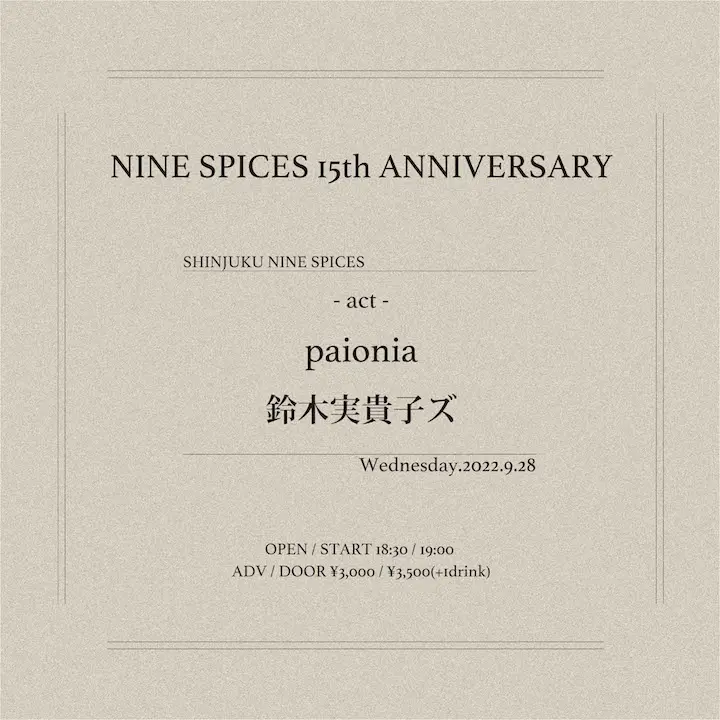 NINE SPICES 15th ANNIVERSARY
SHINJUKU NINE SPICES
- act -
paionia
鈴木実貴子ズ
Wednesday.2022.9.28
OPEN / START 18:30 / 19:00
ADV / DOOR ¥3,000 / ¥3,500(+1drink)